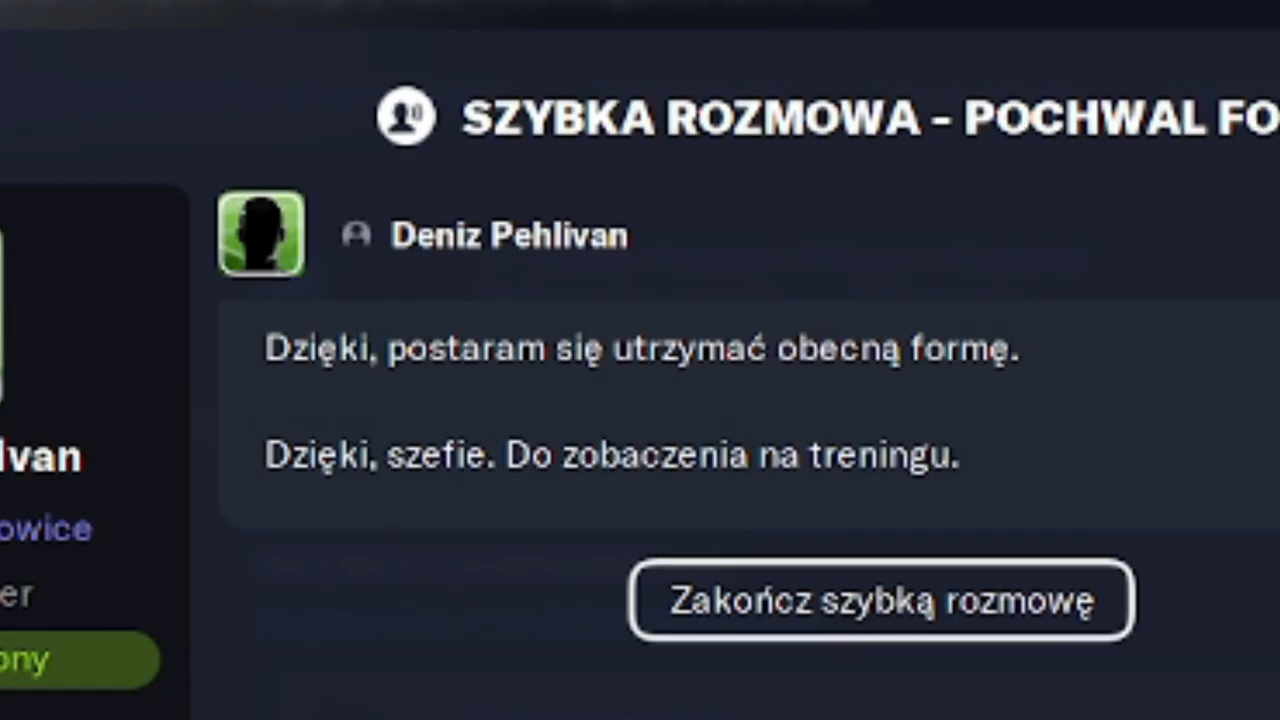 SZYBKA ROZMOWA - POCHWAL FO
Deniz Pehlivan
Dzięki, postaram się utrzymać obecną formę.
Dzięki, szefie. Do zobaczenia na treningu.
lvan
owice
er
ony
Zakończ szybką rozmowę